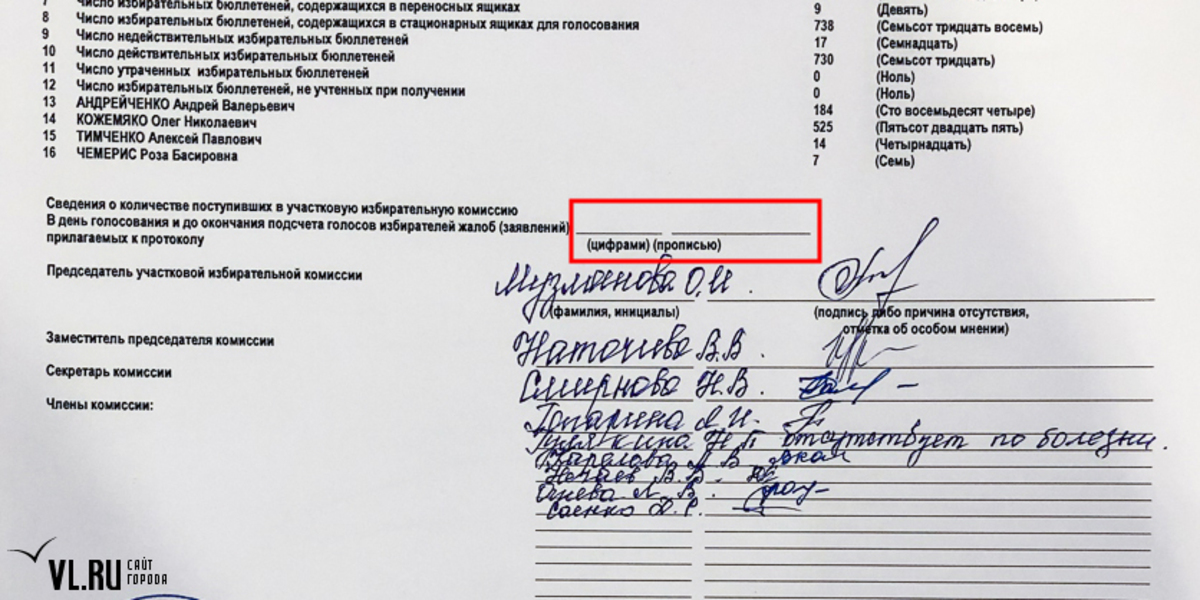 7 Число избирательных бюллетеней, содержащихся в переносных ящиках 9 (Девять)
8 Число избирательных бюллетеней, содержащихся в стационарных ящиках для голосования 738 (Семьсот тридцать восемь)
9 Число недействительных избирательных бюллетеней 17 (Семнадцать)
10 Число действительных избирательных бюллетеней 730 (Семьсот тридцать)
11 Число утраченных избирательных бюллетеней 0 (Ноль)
12 Число избирательных бюллетеней, не учтенных при получении 0 (Ноль)
13 АНДРЕЙЧЕНКО Андрей Валерьевич 184 (Сто восемьдесят четыре)
14 КОЖЕМЯКО Олег Николаевич 525 (Пятьсот двадцать пять)
15 ТИМЧЕНКО Алексей Павлович 14 (Четырнадцать)
16 ЧЕМЕРИС Роза Басировна 7 (Семь)
Сведения о количестве поступивших в участковую избирательную комиссию
В день голосования и до окончания подсчета голосов избирателей жалоб (заявлений)
прилагаемых к протоколу (цифрами) (прописью)
Председатель участковой избирательной комиссии О.И.
(фамилия, инициалы) (подпись либо причина отсутствия,
отметка об особом мнении)
Заместитель председателя комиссии В.В.
Секретарь комиссии Смирнова Н.В.
Члены комиссии:
отсутствует по болезни.
Нечаев В.В.
Саенко
VL.RU САЙТ
ГОРОДА